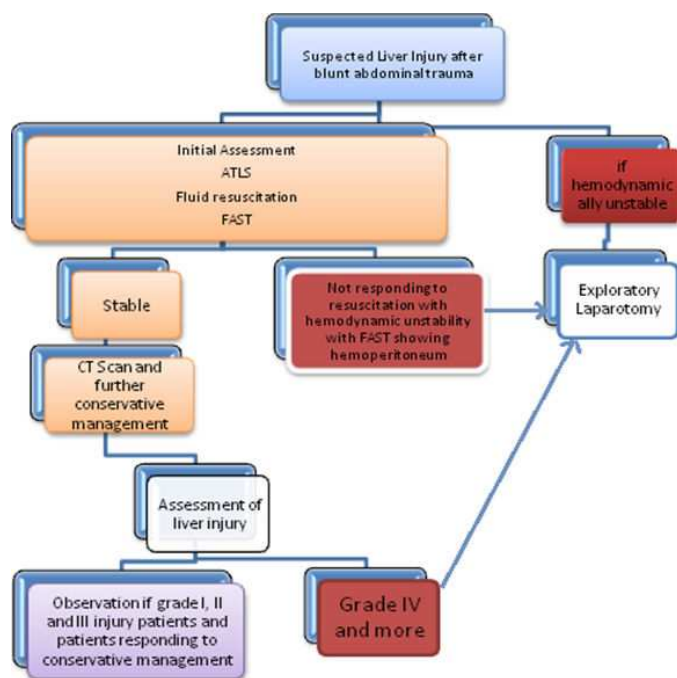 Suspected Liver Injury after
blunt abdominal trauma
Initial Assessment
ATLS
Fluid resuscitation
FAST
if
hemodynamic
ally unstable
Stable
Not responding to
resuscitation with
hemodynamic unstability
with FAST showing
hemoperitoneum
Exploratory
Laparotomy
CT Scan and
further
conservative
management
Assessment of
liver injury
Observation if grade I, II
and III injury patients and
patients responding to
conservative management
Grade IV
and more